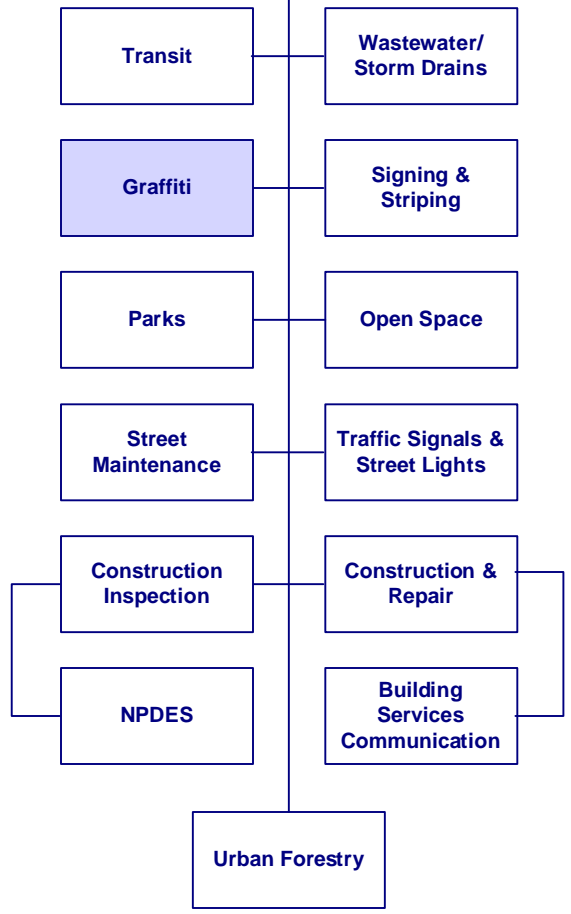 Transit
Wastewater/
Storm Drains
Graffiti
Signing &
Striping
Parks
Open Space
Street
Maintenance
Traffic Signals &
Street Lights
Construction
Inspection
Construction &
Repair
NPDES
Building
Services
Communication
Urban Forestry